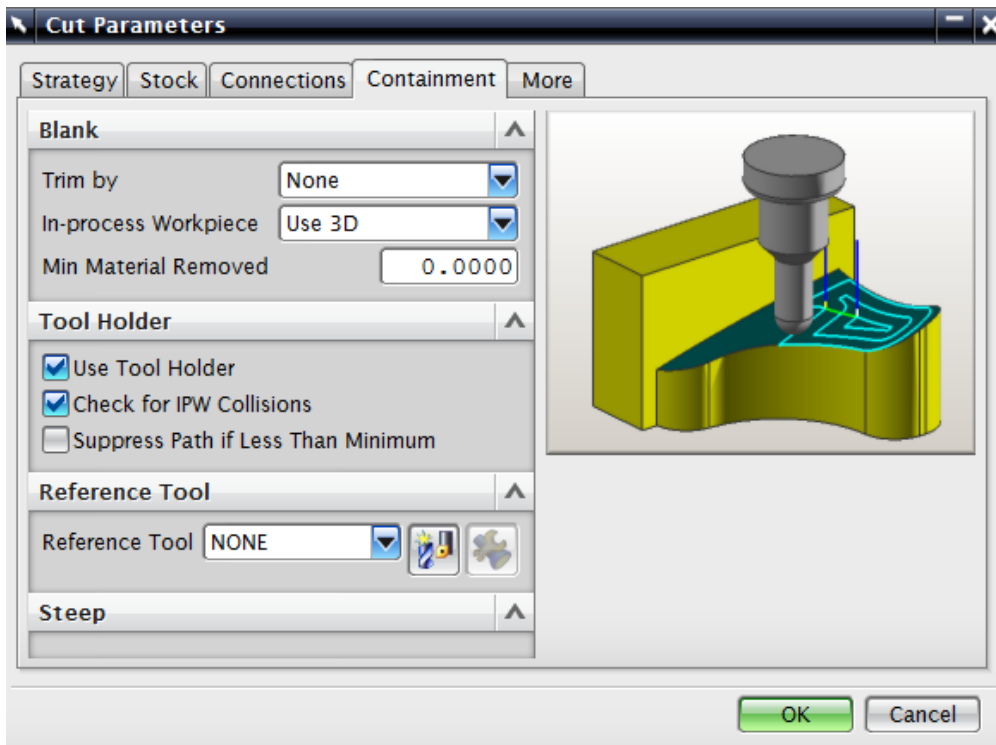 Cut Parameters
Strategy Stock Connections Containment More
Blank
Trim by None
In-process Workpiece Use 3D
Min Material Removed 0.0000
Tool Holder
Use Tool Holder
Check for IPW Collisions
Suppress Path if Less Than Minimum
Reference Tool
Reference Tool NONE
Steep
OK Cancel